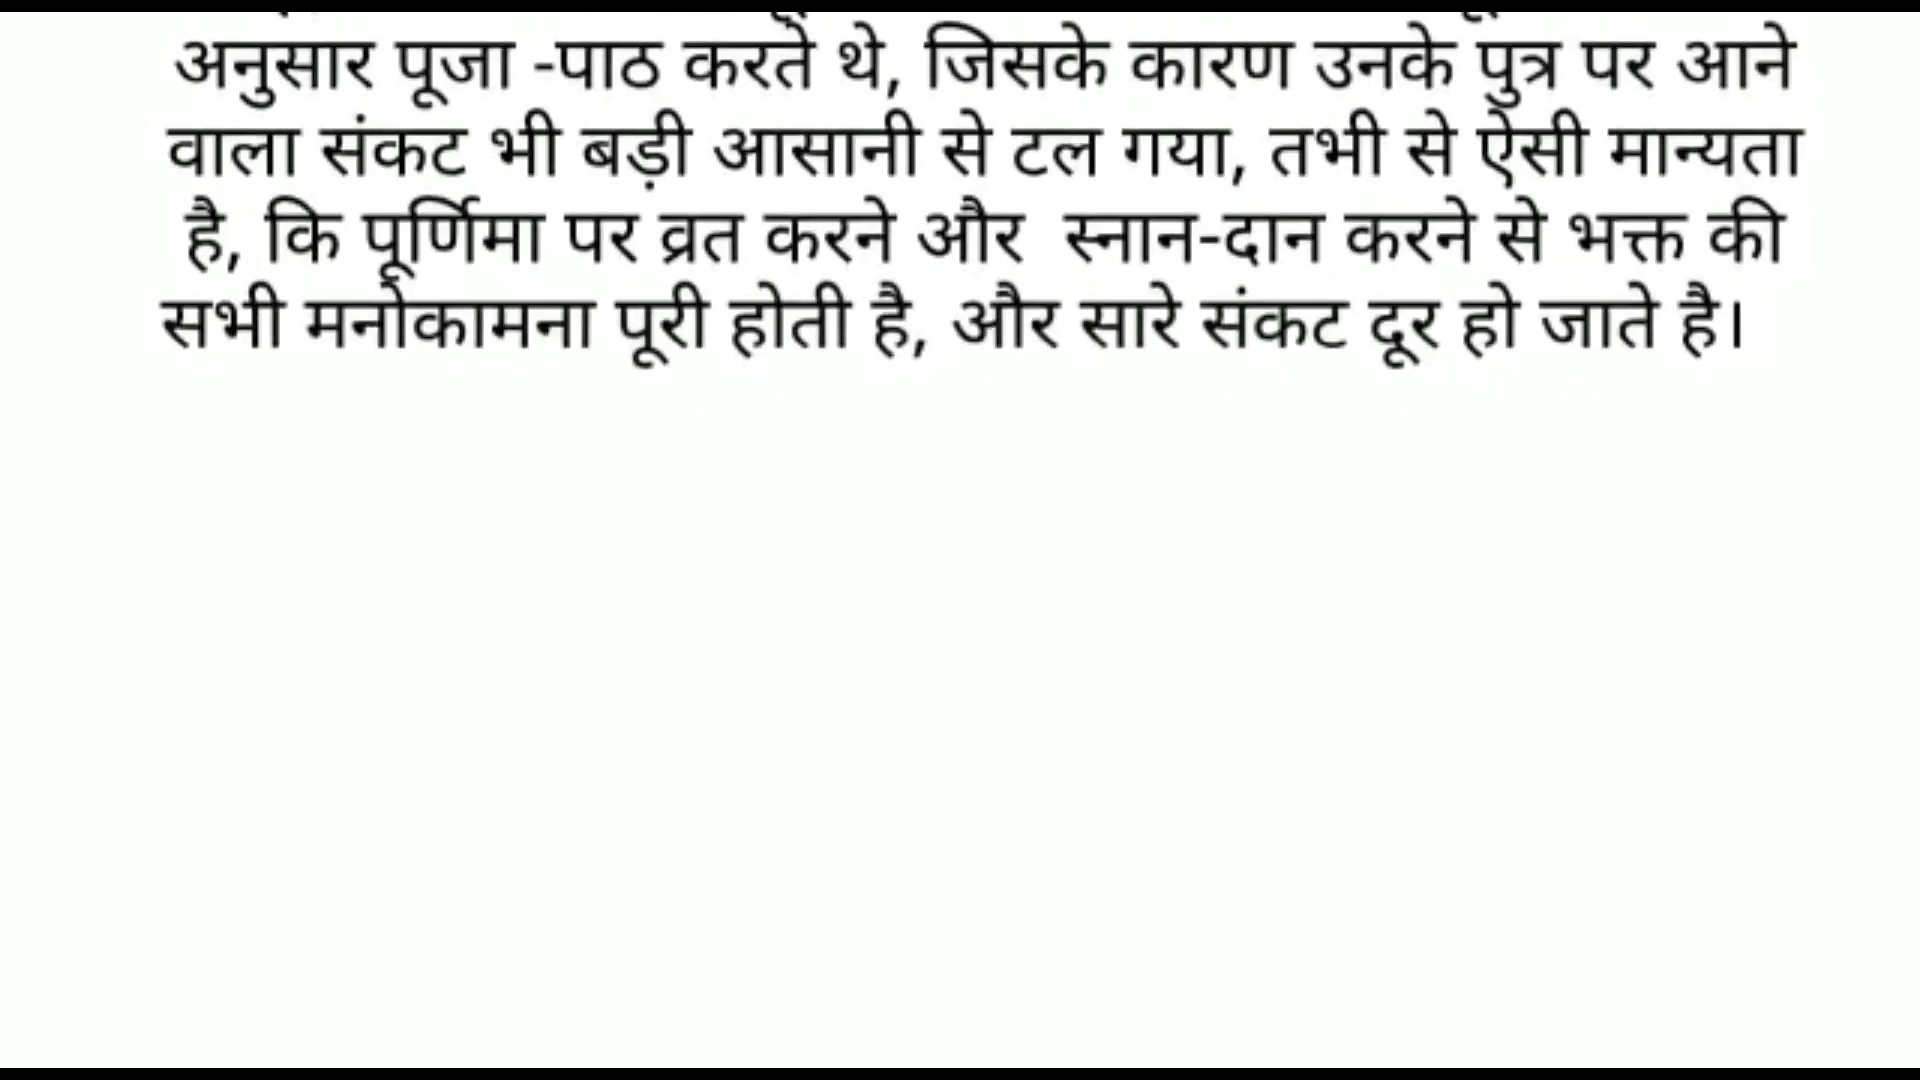 अनुसार पूजा -पाठ करते थे, जिसके कारण उनके पुत्र पर आने
वाला संकट भी बड़ी आसानी से टल गया, तभी से ऐसी मान्यता
है, कि पूर्णिमा पर व्रत करने और  स्नान-दान करने से भक्त की
सभी मनोकामना पूरी होती है, और सारे संकट दूर हो जाते है।